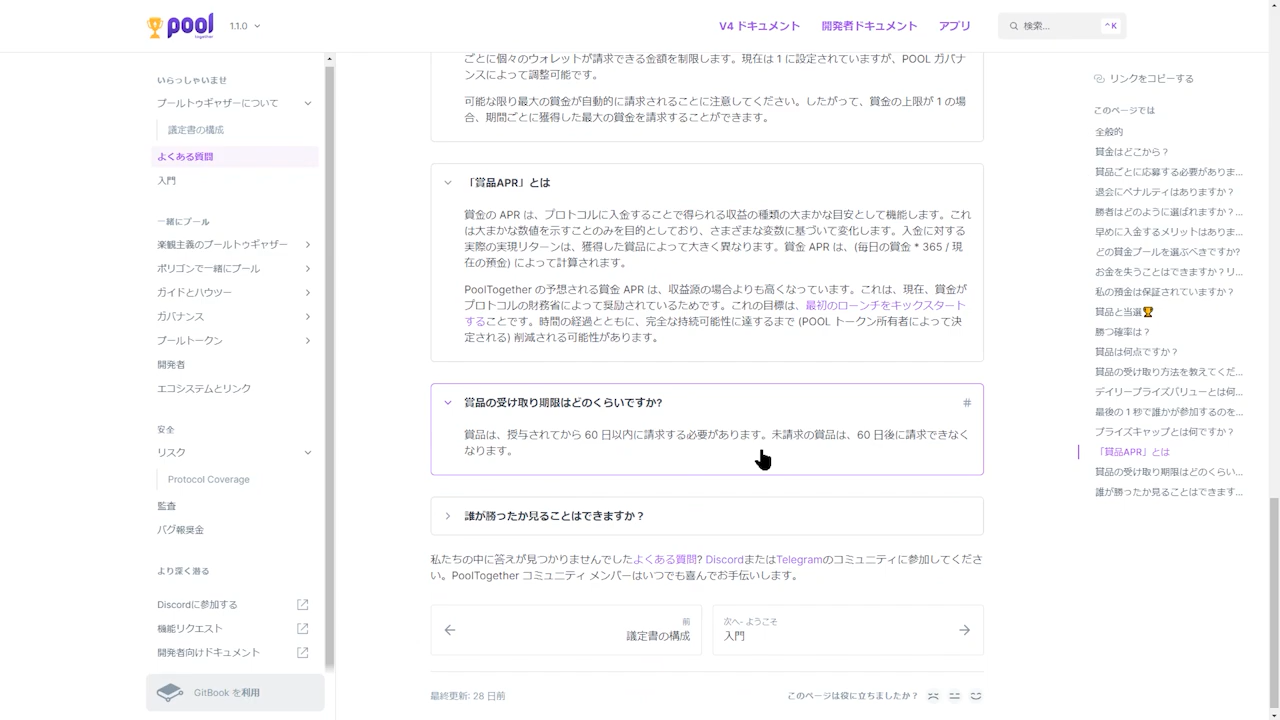 pool
together
1.1.0
V4 ドキュメント
開発者ドキュメント
アプリ
検索...
^K
いらっしゃいませ
プールトゥギャザーについて
議定書の構成
よくある質問
入門
一緒にプール
楽観主義のプールトゥギャザー
ポリゴンで一緒にプール
ガイドとハウツー
ガバナンス
プールトークン
開発者
エコシステムとリンク
安全
リスク
Protocol Coverage
監査
バグ報奨金
より深く潜る
Discordに参加する
機能リクエスト
開発者向けドキュメント
GitBook を利用
ごとに個々のウォレットが請求できる金額を制限します。現在は 1 に設定されていますが、POOL ガバナ
ンスによって調整可能です。
可能な限り最大の賞金が自動的に請求されることに注意してください。したがって、賞金の上限が 1 の場
合、期間ごとに獲得した最大の賞金を請求することができます。
「賞品APR」とは
賞金の APR は、プロトコルに入金することで得られる収益の種類の大まかな目安として機能します。これ
は大まかな数値を示すことのみを目的としており、さまざまな変数に基づいて変化します。入金に対する
実際の実現リターンは、獲得した賞品によって大きく異なります。賞金 APR は、(毎日の賞金 * 365 / 現
在の預金) によって計算されます。
PoolTogether の予想される賞金 APR は、収益源の場合よりも高くなっています。これは、現在、賞金が
プロトコルの財務省によって奨励されているためです。これの目標は、最初のローンチをキックスタート
することです。時間の経過とともに、完全な持続可能性に達するまで (POOL トークン所有者によって決
定される) 削減される可能性があります。
賞品の受け取り期限はどのくらいですか?
#
賞品は、授与されてから 60 日以内に請求する必要があります。未請求の賞品は、60 日後に請求できなく
なります。
誰が勝ったか見ることはできますか？
私たちの中に答えが見つかりませんでしたよくある質問? DiscordまたはTelegramのコミュニティに参加してくださ
い。PoolTogether コミュニティ メンバーはいつでも喜んでお手伝いします。
前
議定書の構成
次へ- ようこそ
入門
最終更新: 28 日前
このページは役に立ちましたか？
リンクをコピーする
このページでは
全般的
賞金はどこから？
賞品ごとに応募する必要がありま...
退会にペナルティはありますか？
勝者はどのように選ばれますか？...
早めに入金するメリットはありま...
どの賞金プールを選ぶべきですか?
お金を失うことはできますか？リ...
私の預金は保証されていますか？
賞品と当選🏆
勝つ確率は？
賞品は何点ですか？
賞品の受け取り方法を教えてくだ...
デイリープライズバリューとは何...
最後の 1 秒で誰かが参加するのを...
プライズキャップとは何ですか？
「賞品APR」とは
賞品の受け取り期限はどのくらい...
誰が勝ったか見ることはできます...